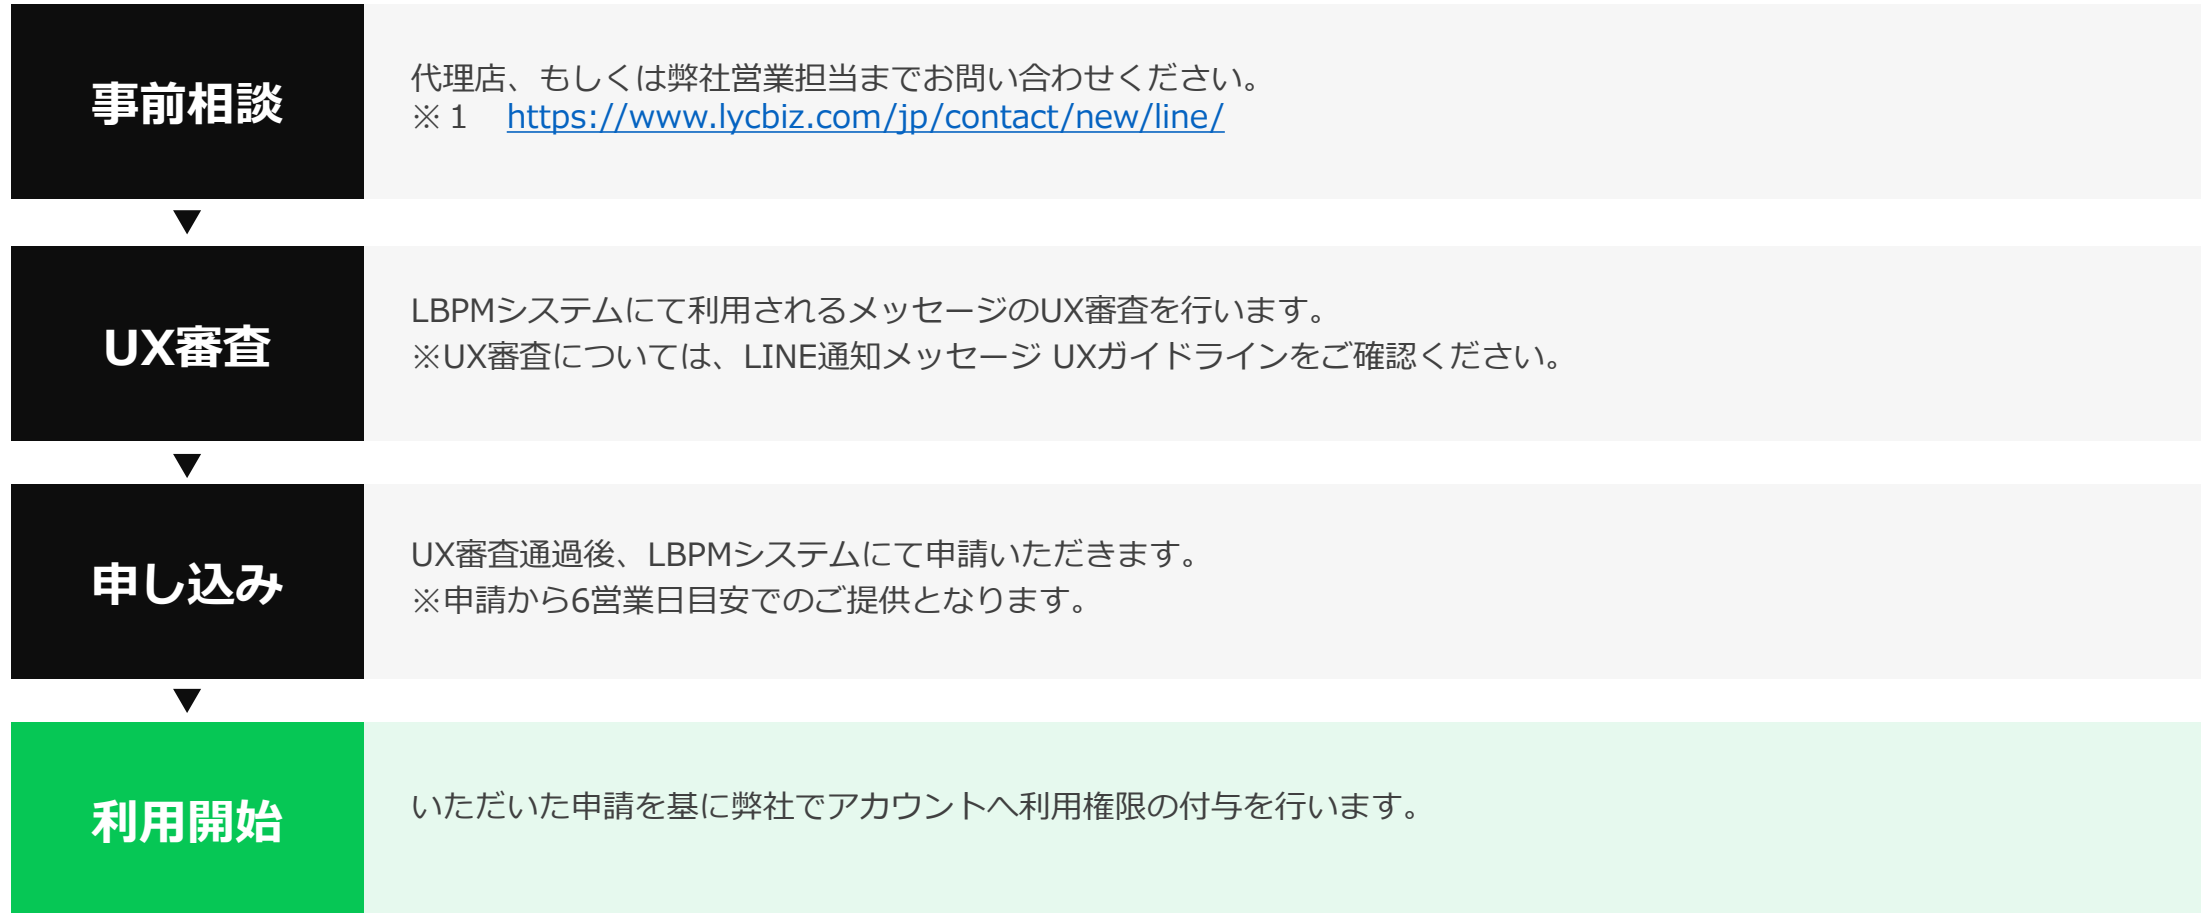 事前相談
代理店、もしくは弊社営業担当までお問い合わせください。
※１　https://www.lycbiz.com/jp/contact/new/line/
▼
UX審査
LBPMシステムにて利用されるメッセージのUX審査を行います。
※UX審査については、LINE通知メッセージ UXガイドラインをご確認ください。
▼
申し込み
UX審査通過後、LBPMシステムにて申請いただきます。
※申請から6営業日目安でのご提供となります。
▼
利用開始
いただいた申請を基に弊社でアカウントへ利用権限の付与を行います。